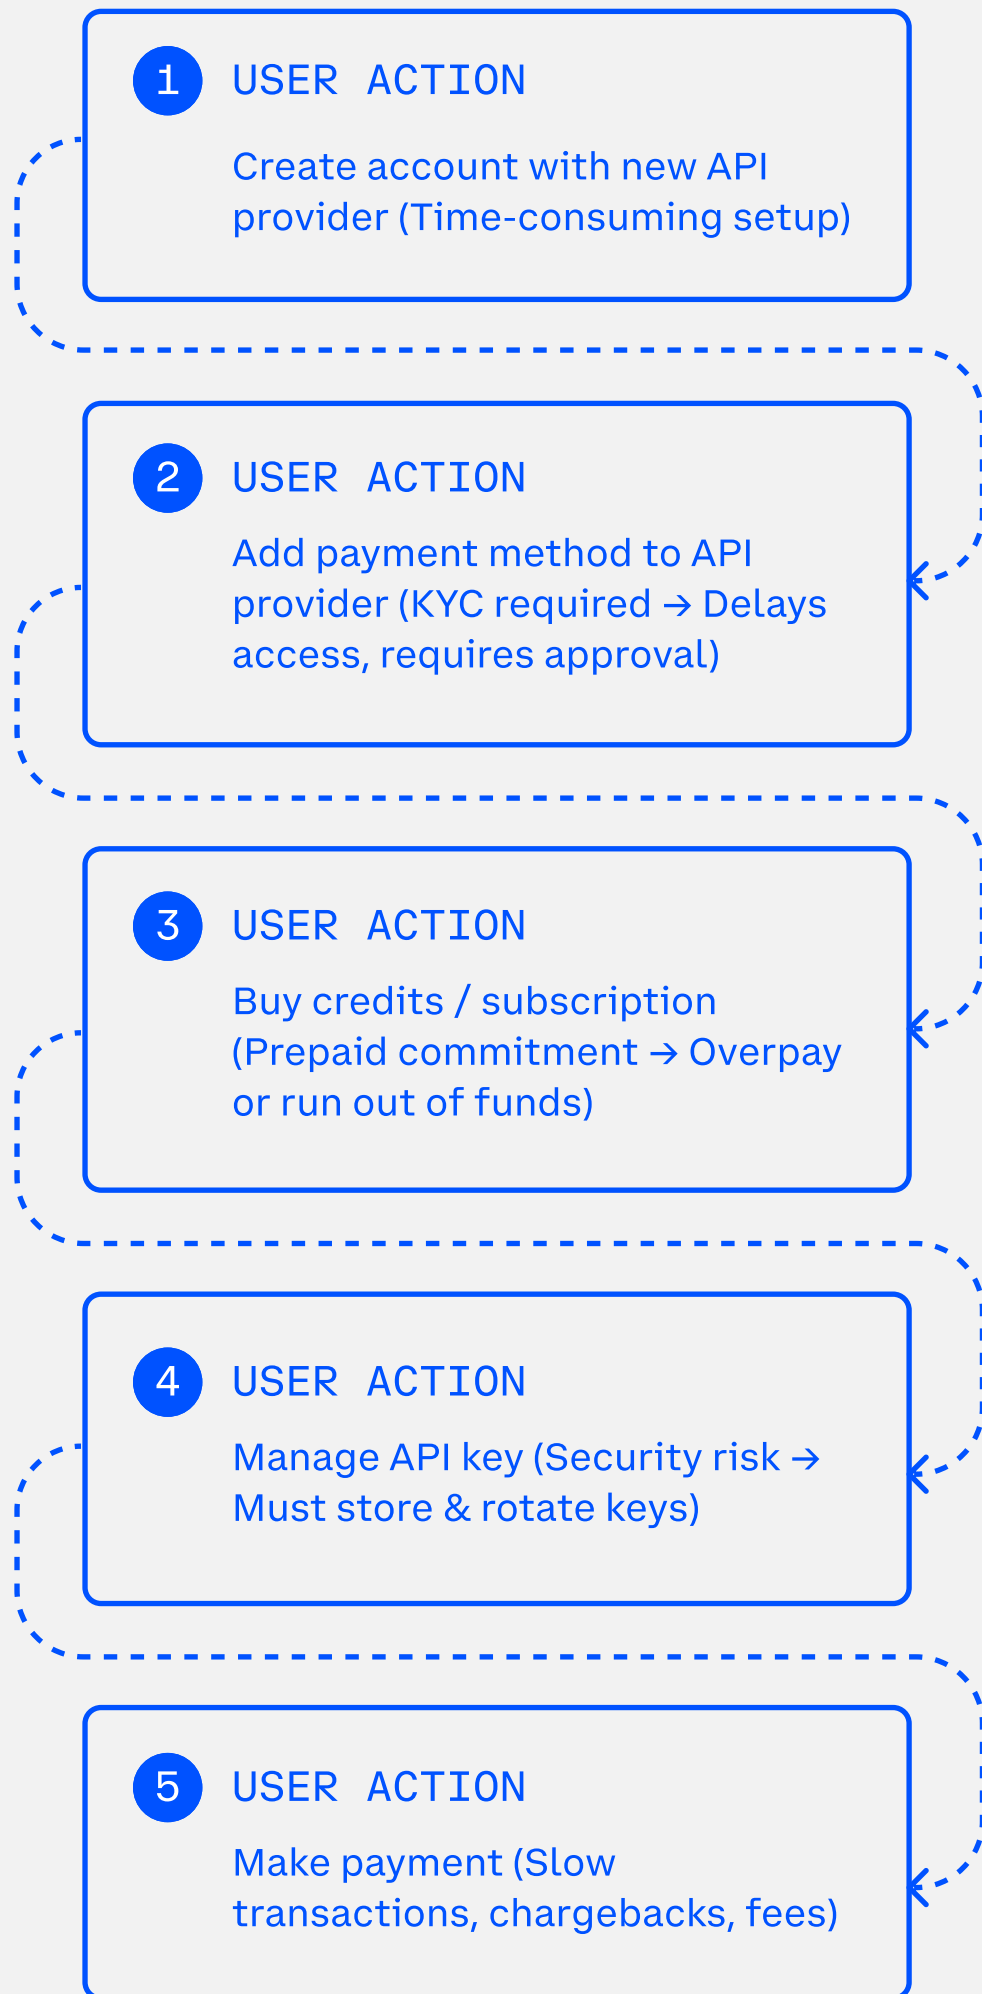 1 USER ACTION
Create account with new API
provider (Time-consuming setup)
2 USER ACTION
Add payment method to API
provider (KYC required → Delays
access, requires approval)
3 USER ACTION
Buy credits / subscription
(Prepaid commitment → Overpay
or run out of funds)
4 USER ACTION
Manage API key (Security risk →
Must store & rotate keys)
5 USER ACTION
Make payment (Slow
transactions, chargebacks, fees)